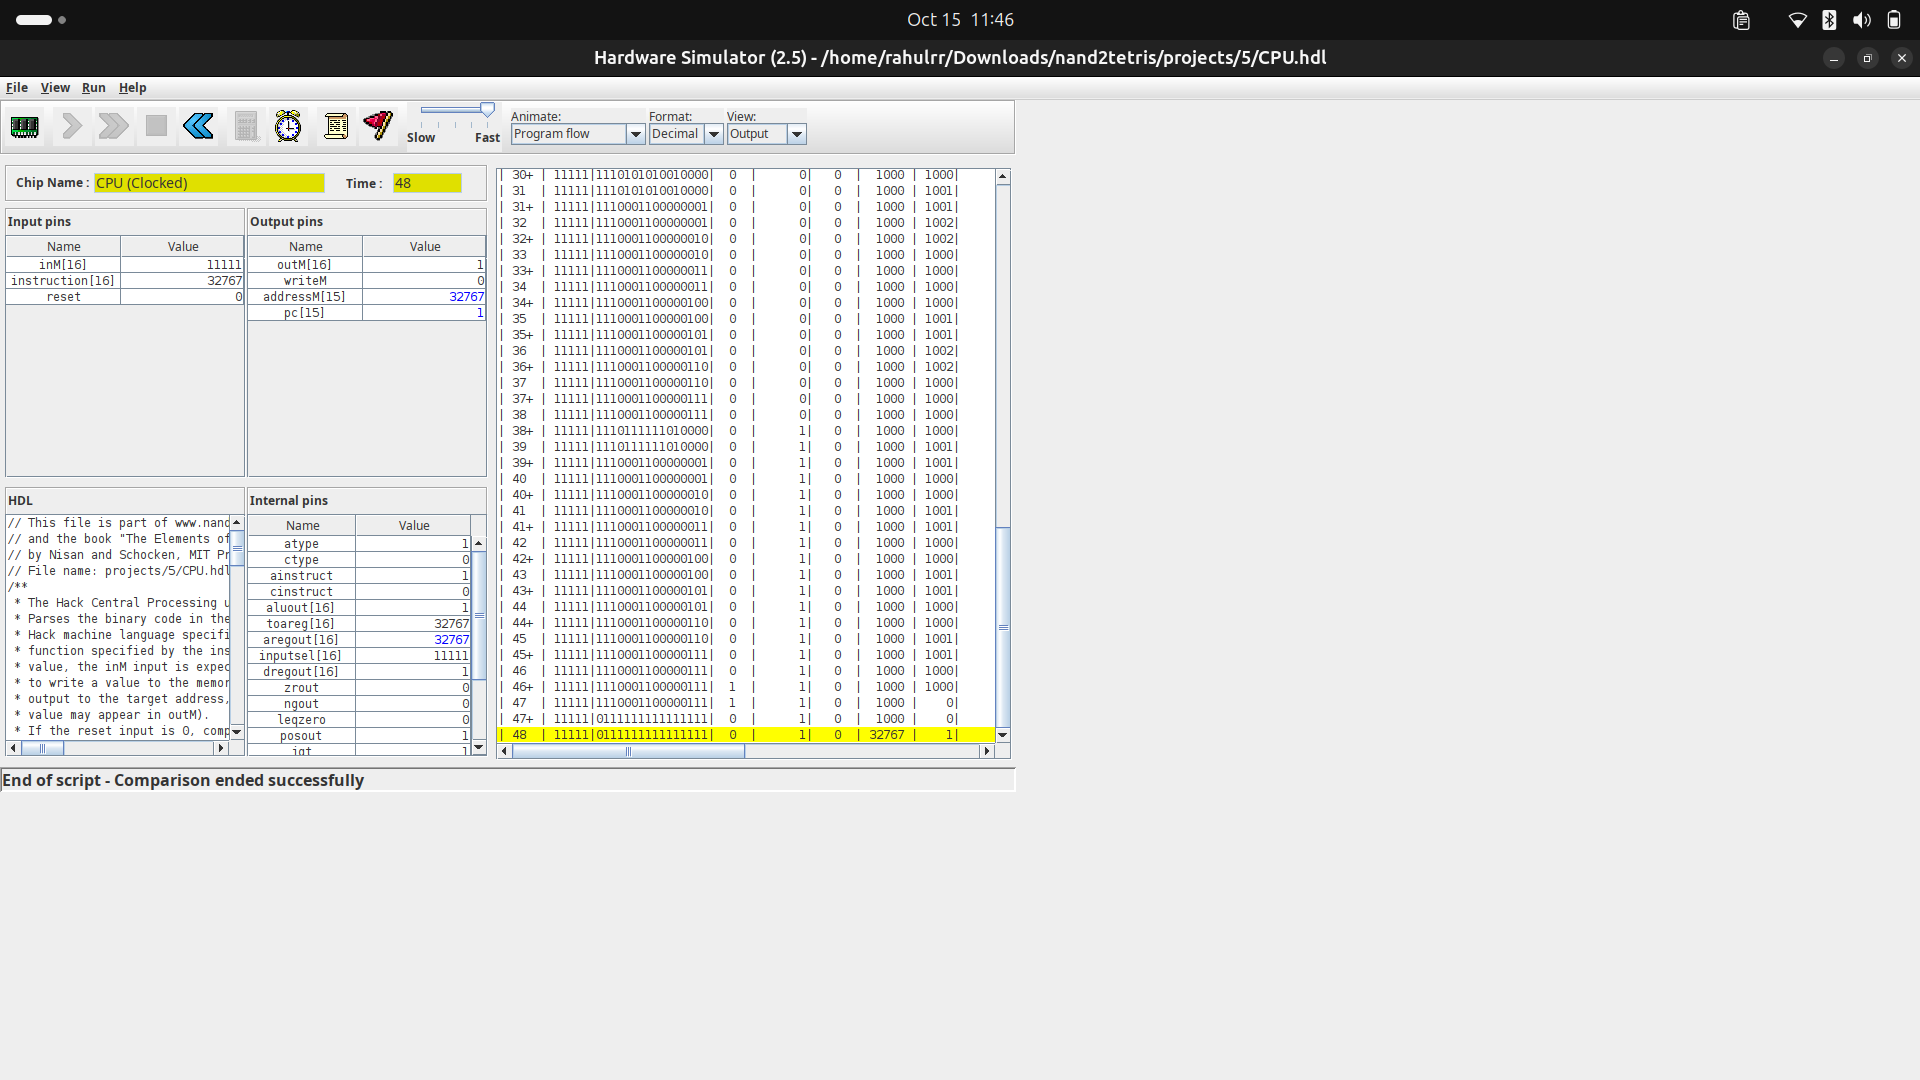 Oct 15 11:46
Hardware Simulator (2.5) - /home/rahulrr/Downloads/nand2tetris/projects/5/CPU.hdl
File View Run Help
Slow Fast
Animate: Format: View:
Program flow Decimal Output
Chip Name : CPU (Clocked) Time : 48
Input pins
Name Value
inM[16] 11111
instruction[16] 32767
reset 0
Output pins
Name Value
outM[16] 1
writeM 0
addressM[15] 32767
pc[15] 1
HDL
// This file is part of www.nand
// and the book "The Elements of
// by Nisan and Schocken, MIT Pr
// File name: projects/5/CPU.hdl
/**
* The Hack Central Processing u
* Parses the binary code in the
* Hack machine language specifi
* function specified by the ins
* value, the inM input is expec
* to write a value to the memor
* output to the target address,
* value may appear in outM).
* If the reset input is 0, comp
Internal pins
Name Value
atype 1
ctype 0
ainstruct 1
cinstruct 0
aluout[16] 1
toareg[16] 32767
aregout[16] 32767
inputsel[16] 11111
dregout[16] 1
zrout 0
ngout 0
leqzero 0
posout 1
jgt 1
| 30+ | 11111|1110101010010000| 0 | 0| 0 | 1000 | 1000|
| 31 | 11111|1110101010010000| 0 | 0| 0 | 1000 | 1001|
| 31+ | 11111|1110001100000001| 0 | 0| 0 | 1000 | 1001|
| 32 | 11111|1110001100000001| 0 | 0| 0 | 1000 | 1002|
| 32+ | 11111|1110001100000010| 0 | 0| 0 | 1000 | 1002|
| 33 | 11111|1110001100000010| 0 | 0| 0 | 1000 | 1000|
| 33+ | 11111|1110001100000011| 0 | 0| 0 | 1000 | 1000|
| 34 | 11111|1110001100000011| 0 | 0| 0 | 1000 | 1000|
| 34+ | 11111|1110001100000100| 0 | 0| 0 | 1000 | 1000|
| 35 | 11111|1110001100000100| 0 | 0| 0 | 1000 | 1001|
| 35+ | 11111|1110001100000101| 0 | 0| 0 | 1000 | 1001|
| 36 | 11111|1110001100000101| 0 | 0| 0 | 1000 | 1002|
| 36+ | 11111|1110001100000110| 0 | 0| 0 | 1000 | 1002|
| 37 | 11111|1110001100000110| 0 | 0| 0 | 1000 | 1000|
| 37+ | 11111|1110001100000111| 0 | 0| 0 | 1000 | 1000|
| 38 | 11111|1110001100000111| 0 | 0| 0 | 1000 | 1000|
| 38+ | 11111|1110111111010000| 0 | 1| 0 | 1000 | 1000|
| 39 | 11111|1110111111010000| 0 | 1| 0 | 1000 | 1001|
| 39+ | 11111|1110001100000001| 0 | 1| 0 | 1000 | 1001|
| 40 | 11111|1110001100000001| 0 | 1| 0 | 1000 | 1000|
| 40+ | 11111|1110001100000010| 0 | 1| 0 | 1000 | 1000|
| 41 | 11111|1110001100000010| 0 | 1| 0 | 1000 | 1001|
| 41+ | 11111|1110001100000011| 0 | 1| 0 | 1000 | 1001|
| 42 | 11111|1110001100000011| 0 | 1| 0 | 1000 | 1000|
| 42+ | 11111|1110001100000100| 0 | 1| 0 | 1000 | 1000|
| 43 | 11111|1110001100000100| 0 | 1| 0 | 1000 | 1001|
| 43+ | 11111|1110001100000101| 0 | 1| 0 | 1000 | 1001|
| 44 | 11111|1110001100000101| 0 | 1| 0 | 1000 | 1000|
| 44+ | 11111|1110001100000110| 0 | 1| 0 | 1000 | 1000|
| 45 | 11111|1110001100000110| 0 | 1| 0 | 1000 | 1001|
| 45+ | 11111|1110001100000111| 0 | 1| 0 | 1000 | 1001|
| 46 | 11111|1110001100000111| 0 | 1| 0 | 1000 | 1000|
| 46+ | 11111|1110001100000111| 1 | 1| 0 | 1000 | 1000|
| 47 | 11111|1110001100000111| 1 | 1| 0 | 1000 | 0|
| 47+ | 11111|0111111111111111| 0 | 1| 0 | 1000 | 0|
| 48 | 11111|0111111111111111| 0 | 1| 0 | 32767 | 1|
End of script - Comparison ended successfully